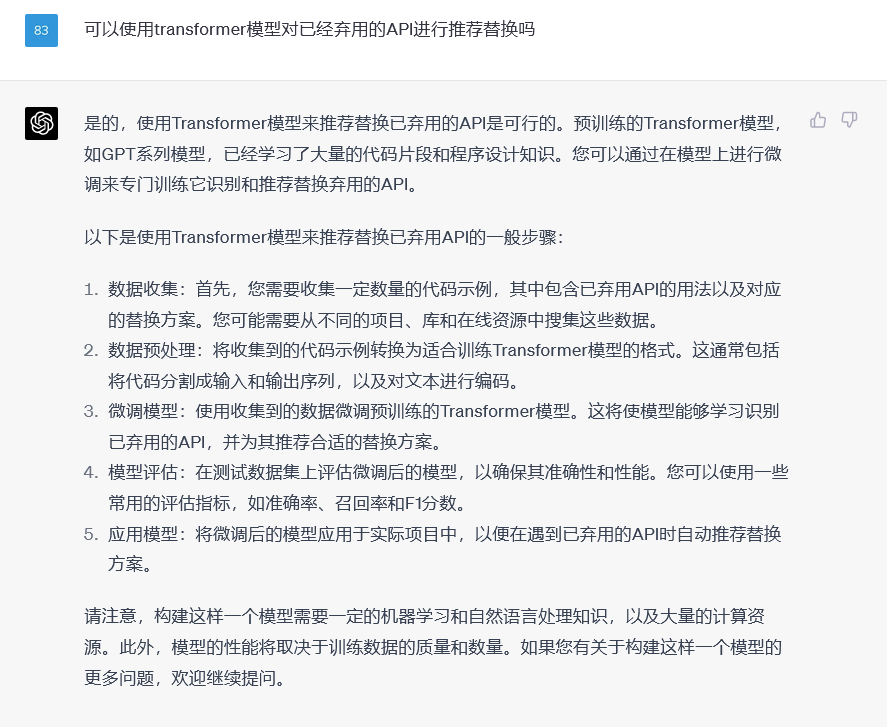 83
可以使用transformer模型对已经弃用的API进行推荐替换吗
是的，使用Transformer模型来推荐替换已弃用的API是可行的。预训练的Transformer模型，
如GPT系列模型，已经学习了大量的代码片段和程序设计知识。您可以通过在模型上进行微
调来专门训练它识别和推荐替换弃用的API。
以下是使用Transformer模型来推荐替换已弃用API的一般步骤：
1. 数据收集：首先，您需要收集一定数量的代码示例，其中包含已弃用API的用法以及对应
的替换方案。您可能需要从不同的项目、库和在线资源中搜集这些数据。
2. 数据预处理：将收集到的代码示例转换为适合训练Transformer模型的格式。这通常包括
将代码分割成输入和输出序列，以及对文本进行编码。
3. 微调模型：使用收集到的数据微调预训练的Transformer模型。这将使模型能够学习识别
已弃用的API，并为其推荐合适的替换方案。
4. 模型评估：在测试数据集上评估微调后的模型，以确保其准确性和性能。您可以使用一些
常用的评估指标，如准确率、召回率和F1分数。
5. 应用模型：将微调后的模型应用于实际项目中，以便在遇到已弃用的API时自动推荐替换
方案。
请注意，构建这样一个模型需要一定的机器学习和自然语言处理知识，以及大量的计算资
源。此外，模型的性能将取决于训练数据的质量和数量。如果您有关于构建这样一个模型的
更多问题，欢迎继续提问。